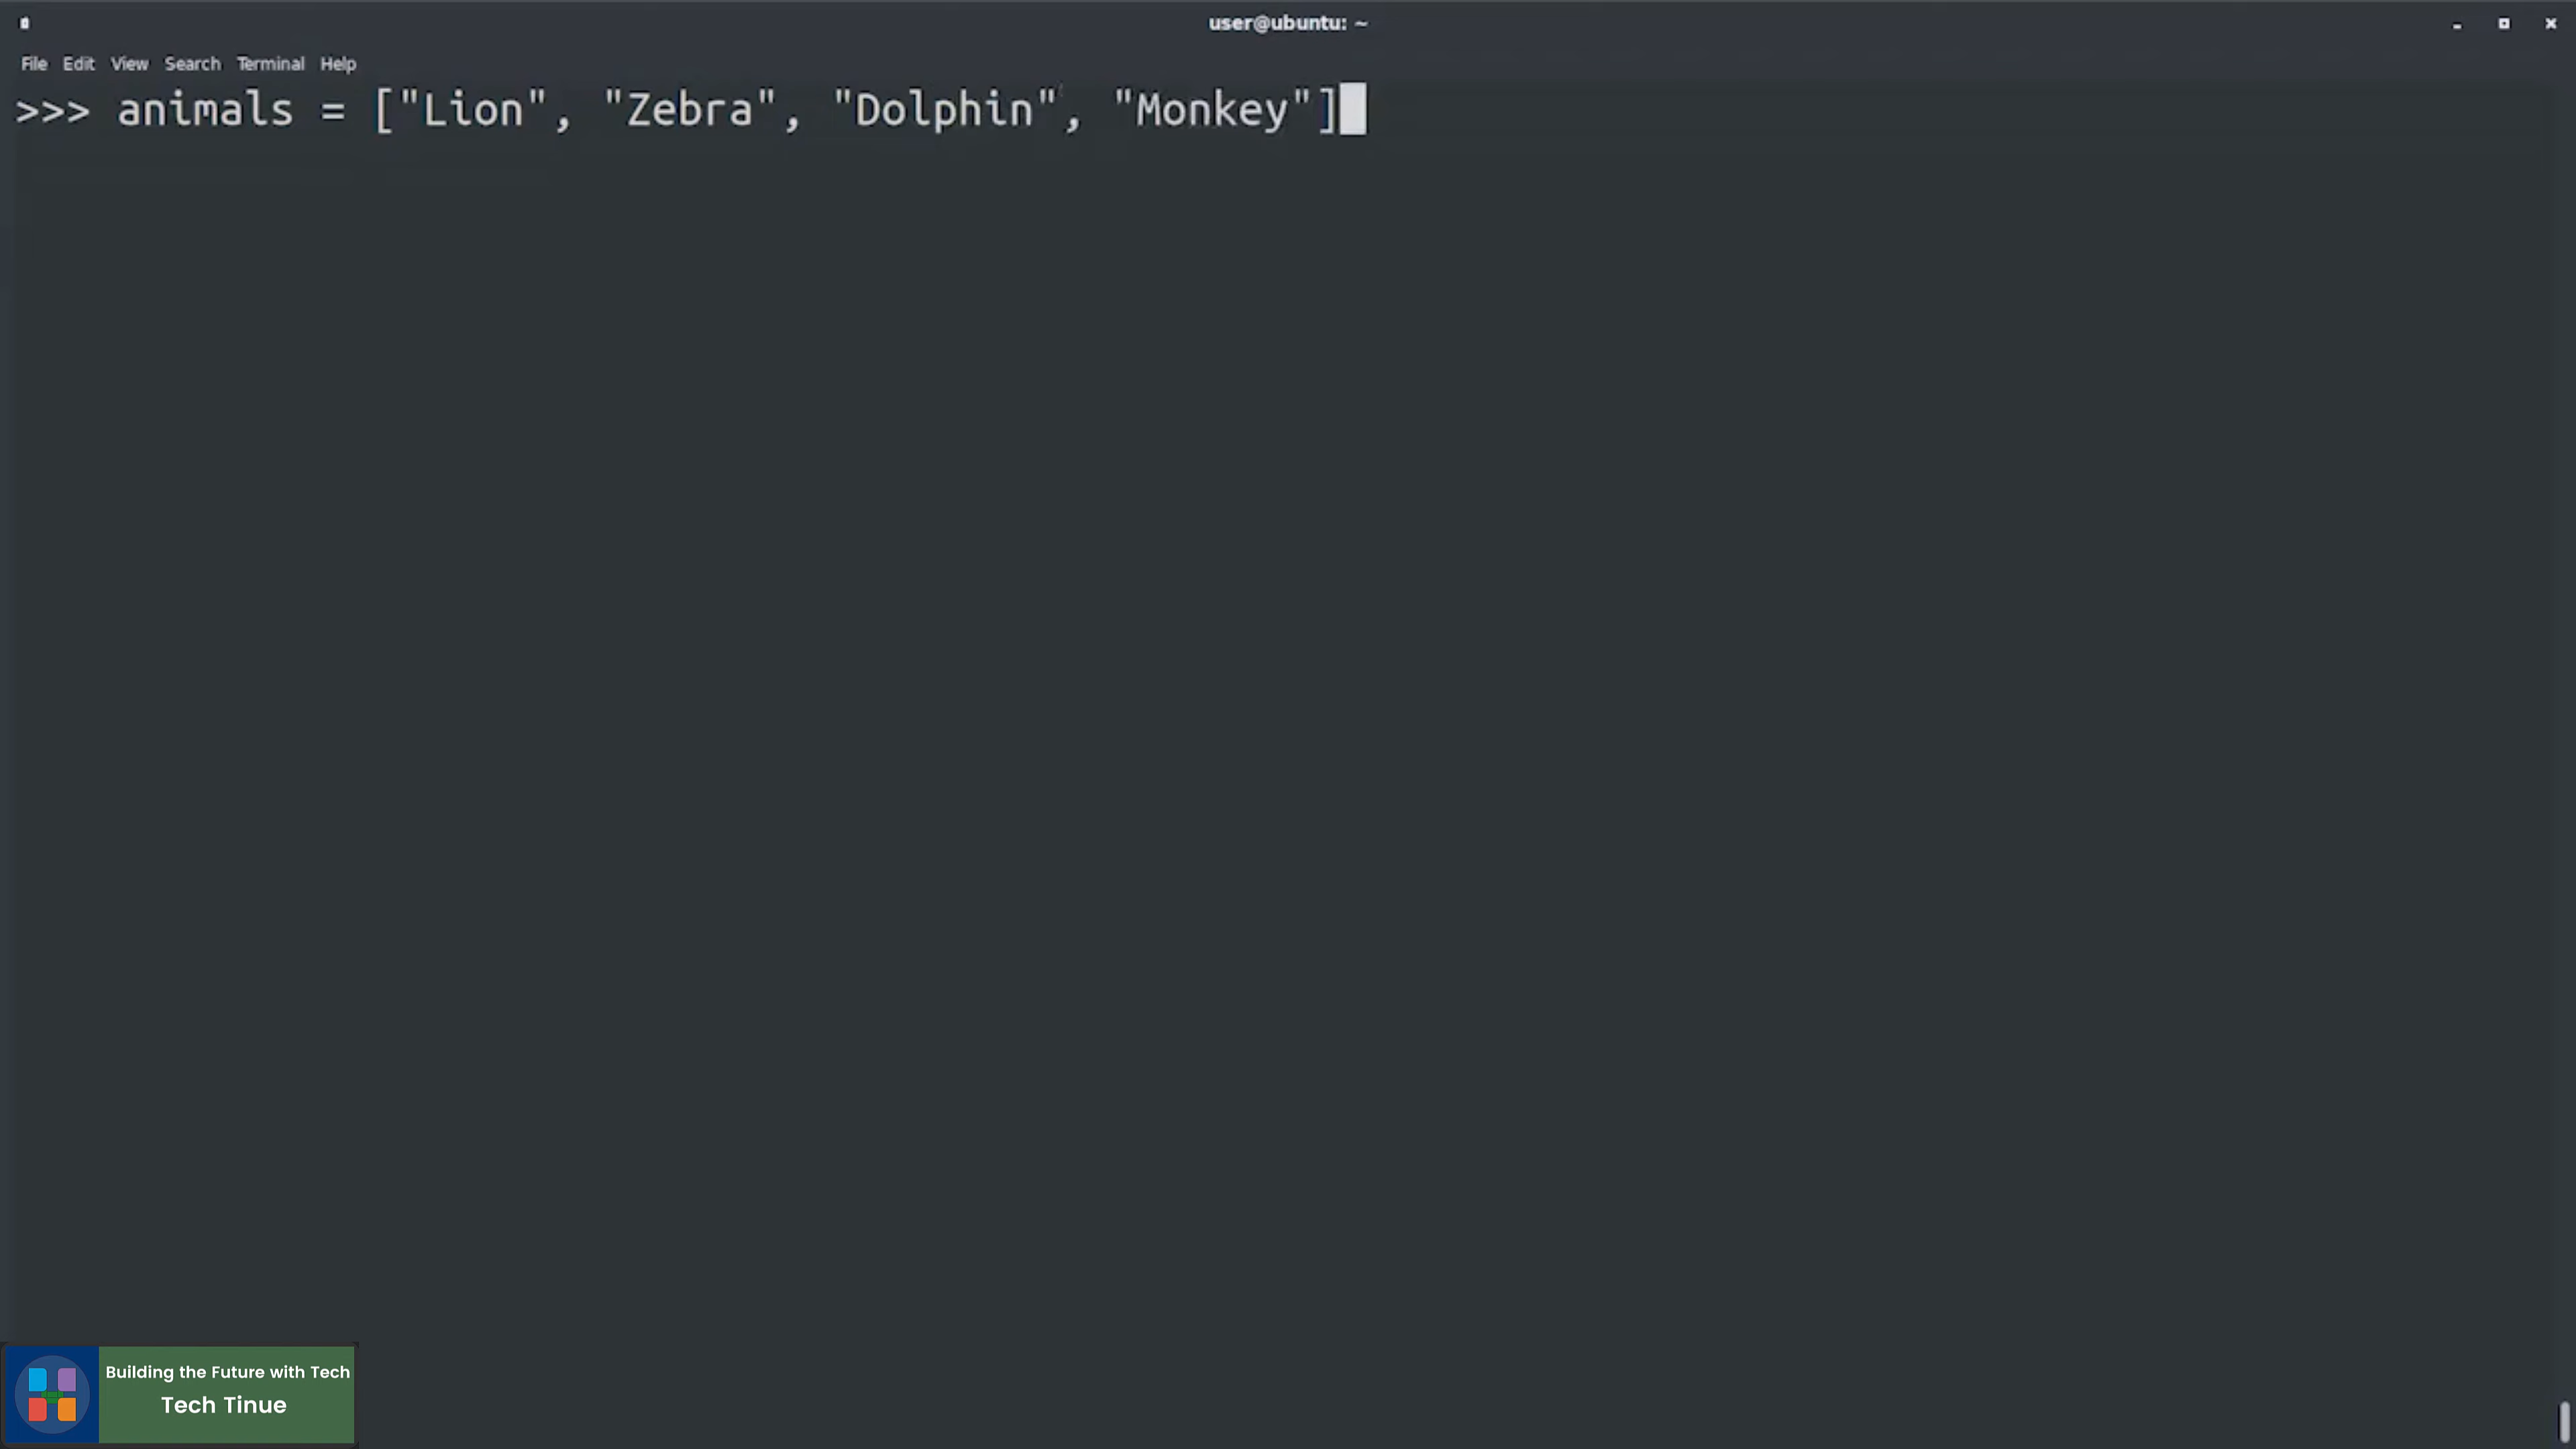 user@ubuntu: ~
File Edit View Search Terminal Help
>>> animals = ["Lion", "Zebra", "Dolphin", "Monkey"]
Building the Future with Tech
Tech Tinue